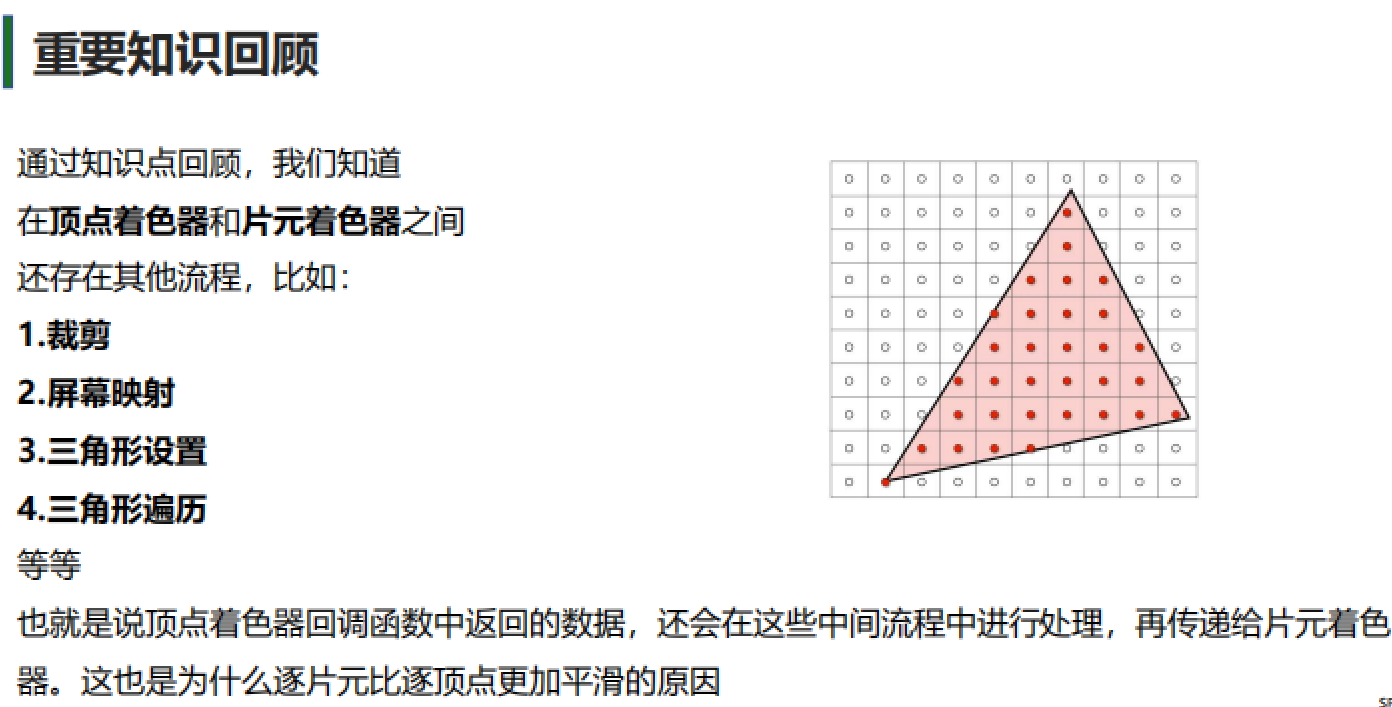 重要知识回顾
通过知识点回顾，我们知道
在顶点着色器和片元着色器之间
还存在其他流程，比如：
1.裁剪
2.屏幕映射
3.三角形设置
4.三角形遍历
等等
也就是说顶点着色器回调函数中返回的数据，还会在这些中间流程中进行处理，再传递给片元着色
器。这也是为什么逐片元比逐顶点更加平滑的原因